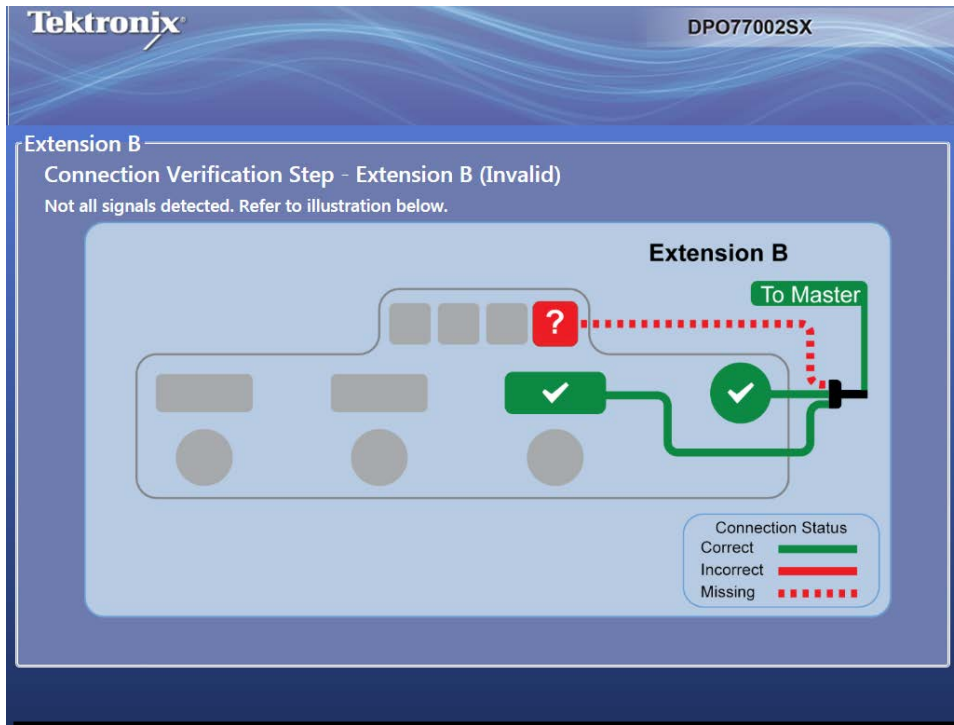 Tektronix®
DPO77002SX
Extension B
Connection Verification Step - Extension B (Invalid)
Not all signals detected. Refer to illustration below.
Extension B
To Master
?
Connection Status
Correct
Incorrect
Missing